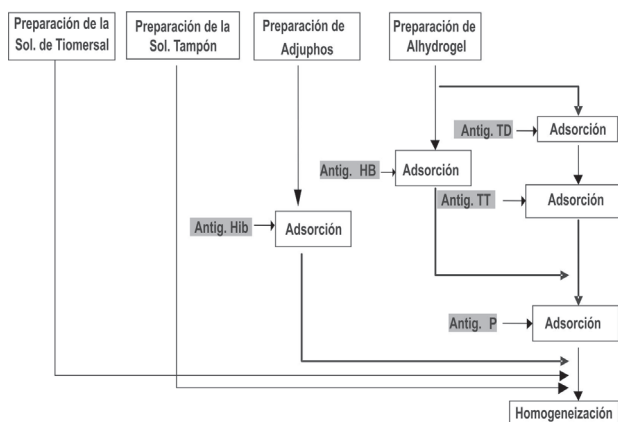 Preparación de la
Sol. de Tiomersal
Preparación de la
Sol. Tampón
Preparación de
Adjuphos
Preparación de
Alhydrogel
Antig. TD
Adsorción
Antig. HB
Adsorción
Antig. TT
Adsorción
Antig. Hib
Adsorción
Antig. P
Adsorción
Homogeneización